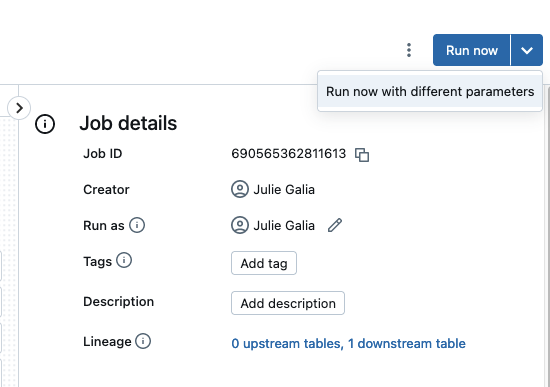 Run now
Run now with different parameters
Job details
Job ID 690565362811613
Creator Julie Galia
Run as Julie Galia
Tags Add tag
Description Add description
Lineage 0 upstream tables, 1 downstream table